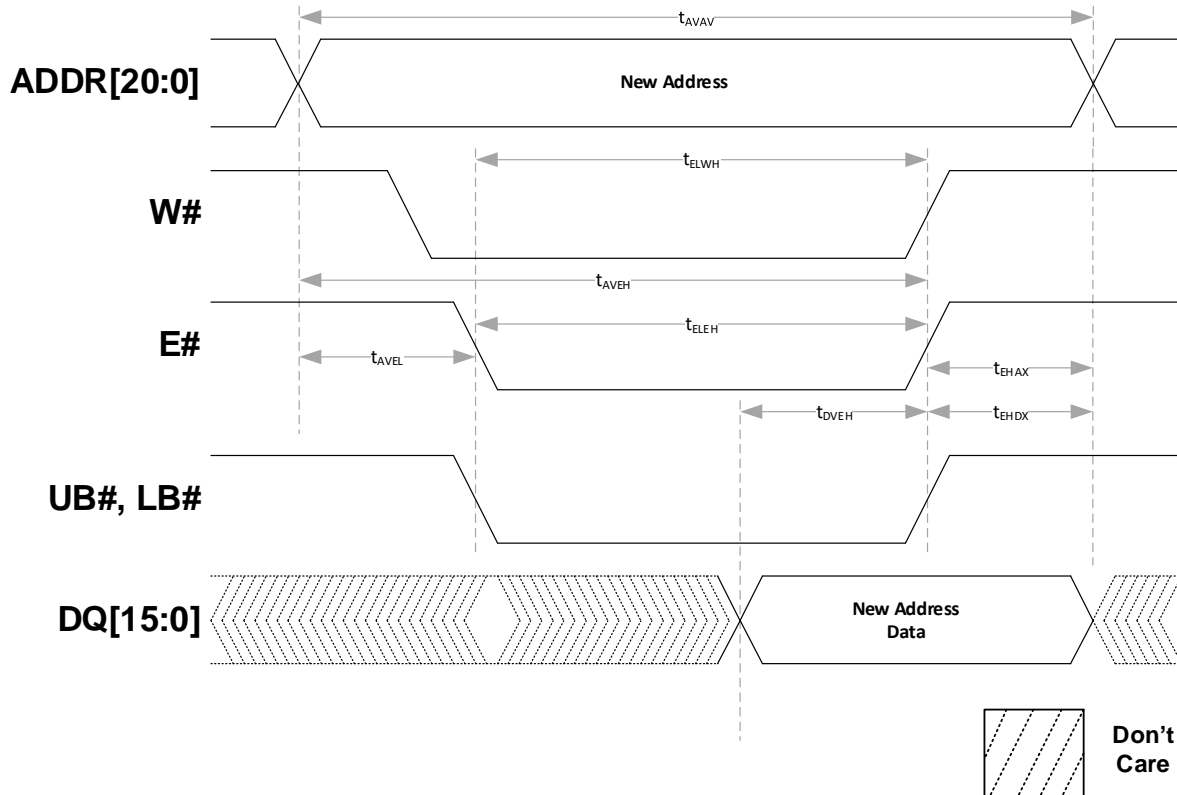 tAVAV
ADDR[20:0]
New Address
tELWH
W#
tAVEH
tELEH
E#
tAVEL
tEHAX
tDVEH
tEHDX
UB#, LB#
DQ[15:0]
New Address
Data
Don't
Care